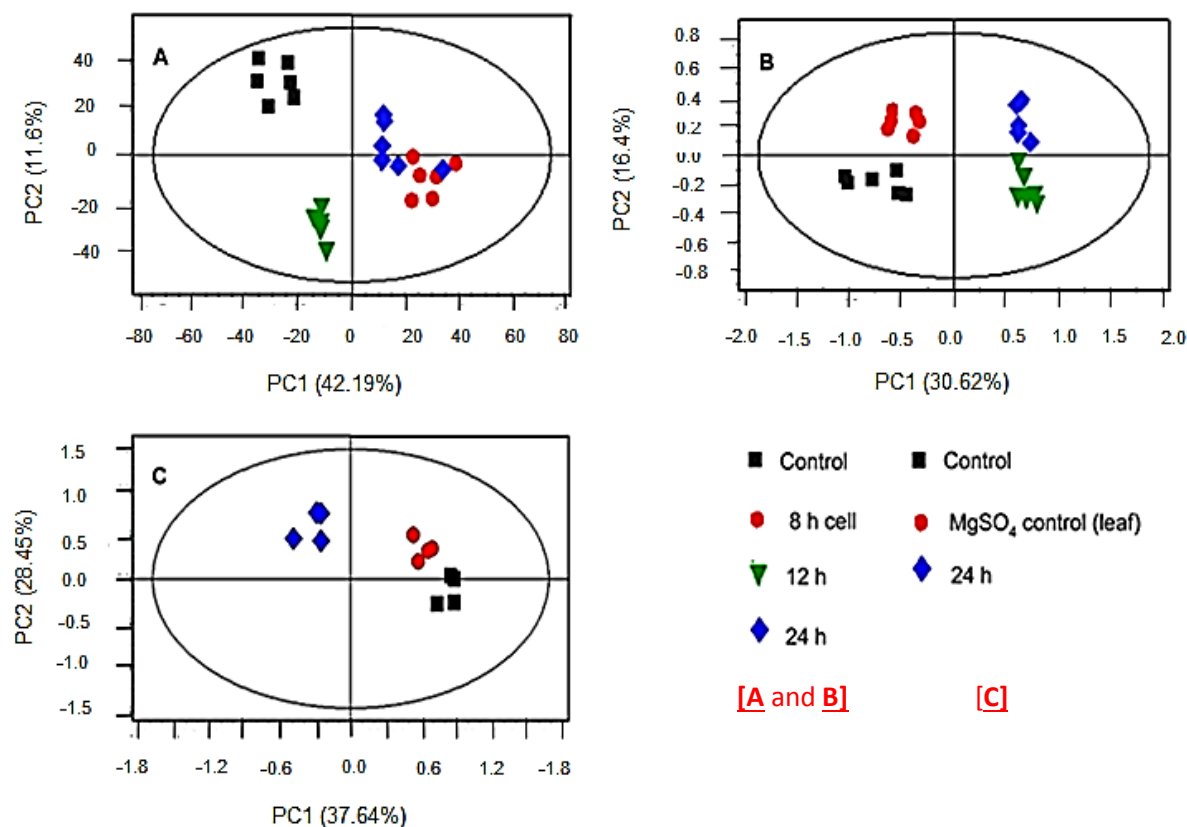 A
PC2 (11.6%)
40
20
0
-20
-40
-80
-60
-40
-20
0
20
40
60
80
PC1 (42.19%)
B
PC2 (16.4%)
0.8
0.6
0.4
0.2
0.0
-0.2
-0.4
-0.6
-0.8
-2.0
-1.5
-1.0
-0.5
0.0
0.5
1.0
1.5
2.0
PC1 (30.62%)
C
PC2 (28.45%)
1.5
1.0
0.5
0.0
-0.5
-1.0
-1.5
-1.8
-1.2
-0.6
0.0
0.6
1.2
-1.8
PC1 (37.64%)
Control
8 h cell
12 h
24 h
[A and B]
Control
MgSO₄ control (leaf)
24 h
[C]